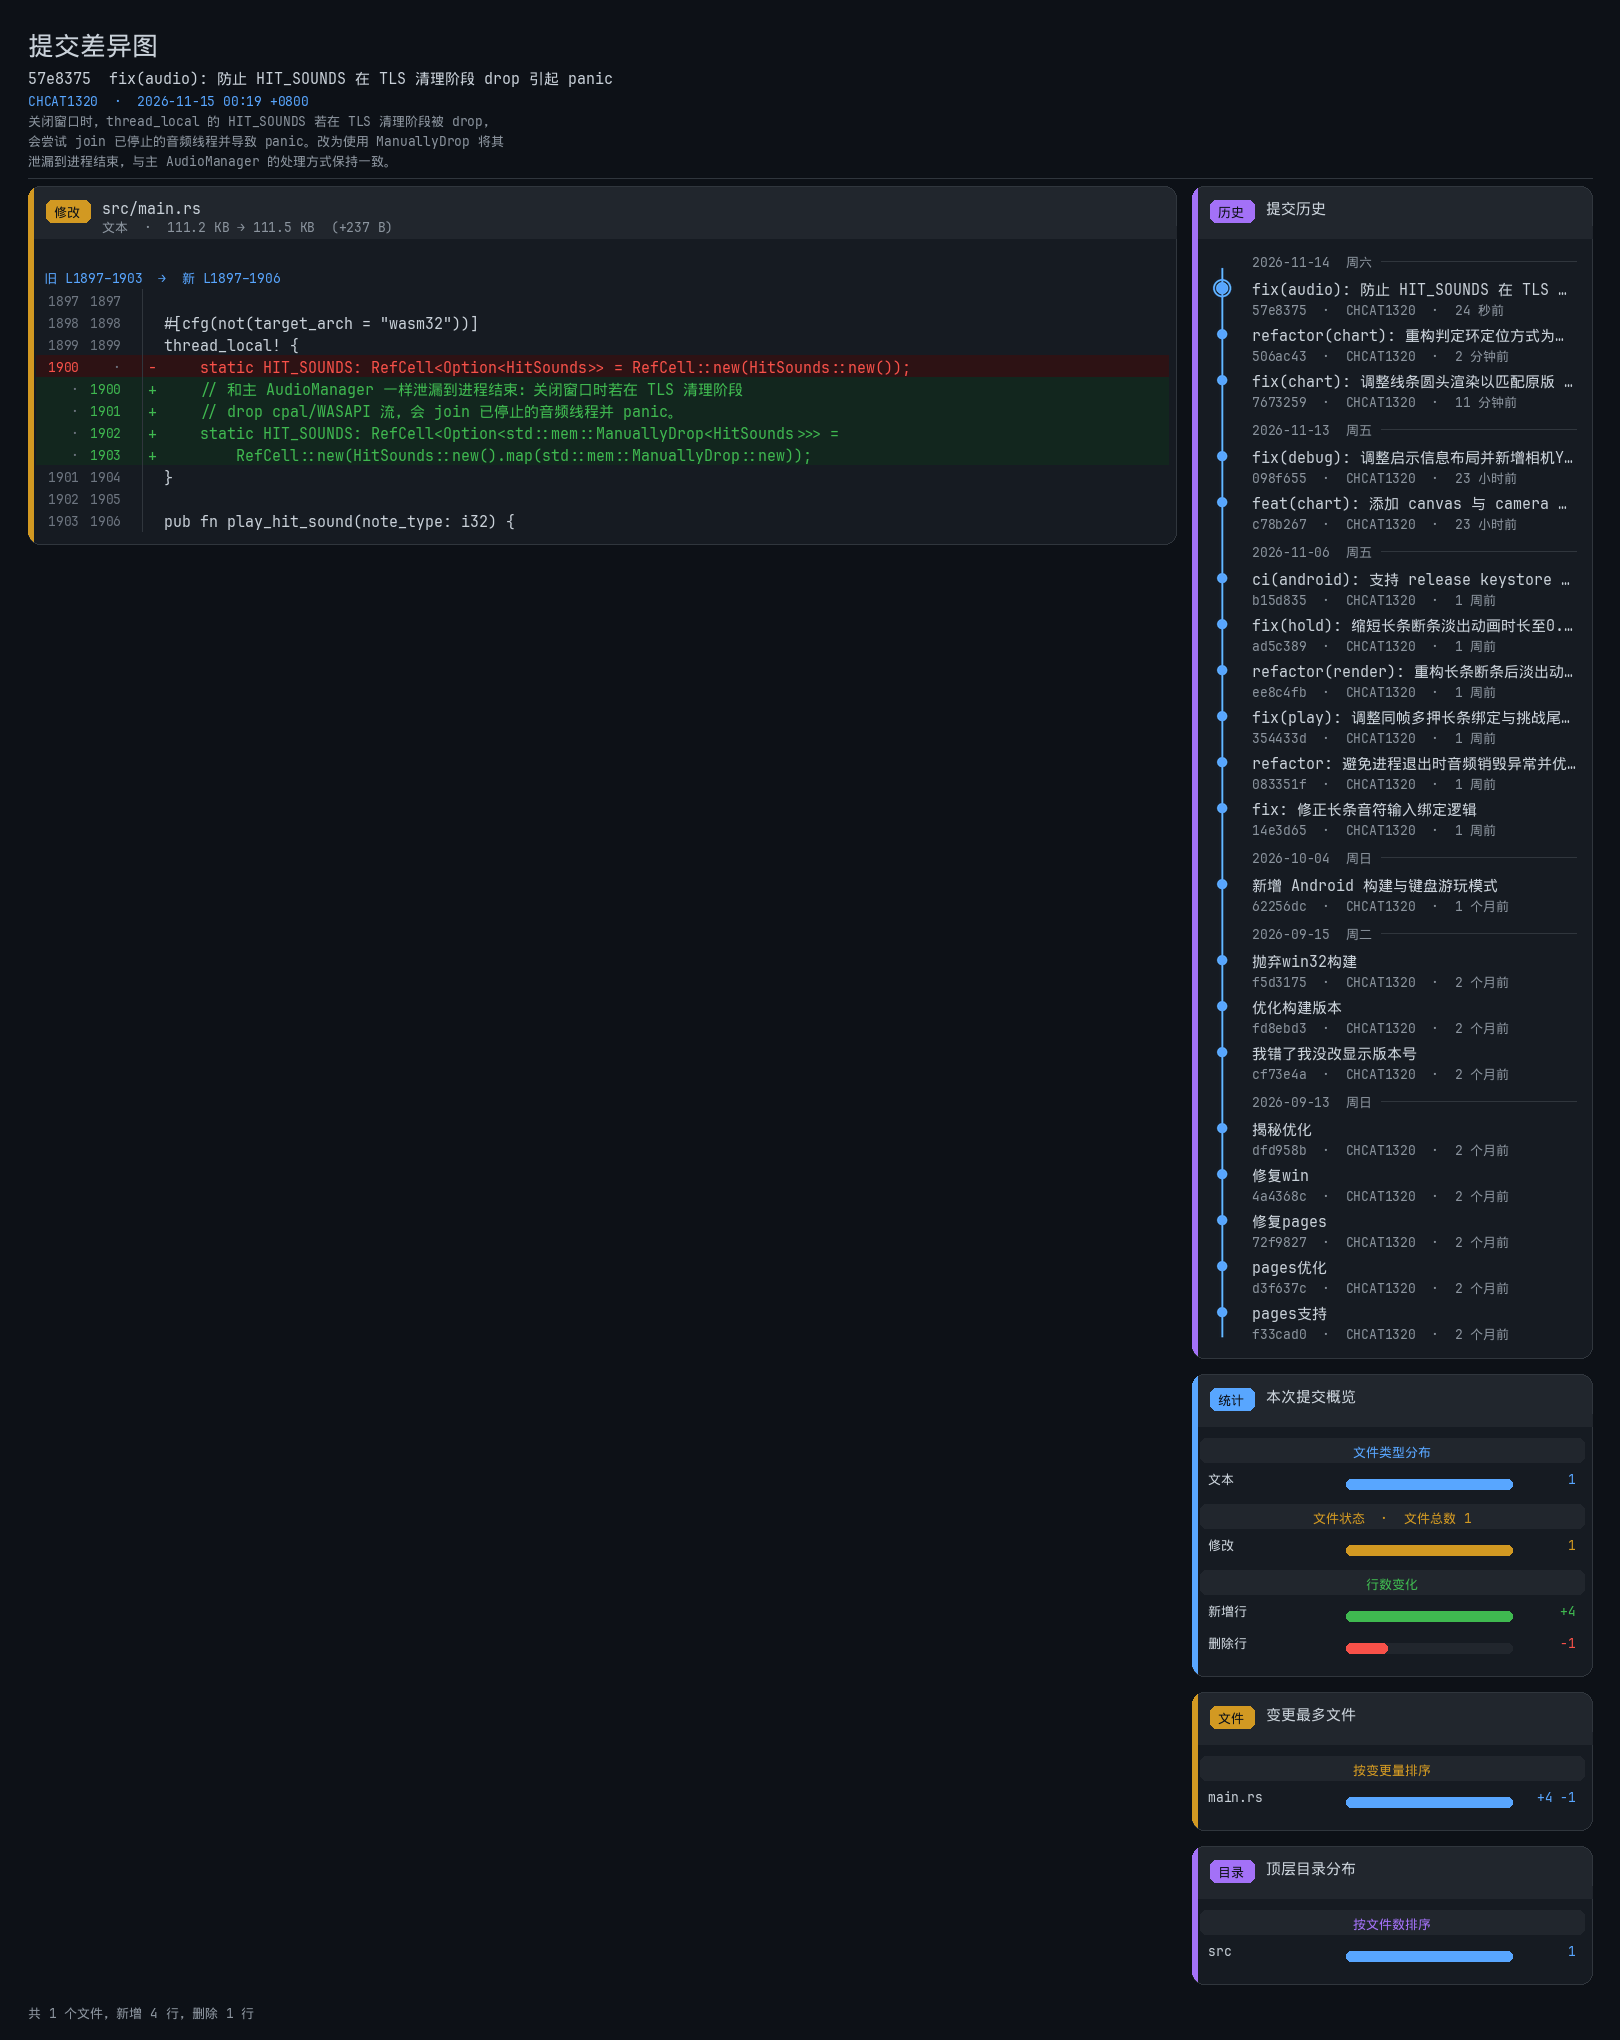 提交差异图
57e8375  fix(audio): 防止 HIT_SOUNDS 在 TLS 清理阶段 drop 引起 panic
CHCAT1320  ·  2026-11-15 00:19 +0800
关闭窗口时，thread_local 的 HIT_SOUNDS 若在 TLS 清理阶段被 drop，
会尝试 join 已停止的音频线程并导致 panic。改为使用 ManuallyDrop 将其
泄漏到进程结束，与主 AudioManager 的处理方式保持一致。
修改  src/main.rs
文本  ·  111.2 KB → 111.5 KB  (+237 B)
旧 L1897-1903  →  新 L1897-1906
1897 1897
1898 1898  #[cfg(not(target_arch = "wasm32"))]
1899 1899  thread_local! {
1900 ·  -     static HIT_SOUNDS: RefCell<Option<HitSounds>> = RefCell::new(HitSounds::new());
· 1900  +     // 和主 AudioManager 一样泄漏到进程结束：关闭窗口时若在 TLS 清理阶段
· 1901  +     // drop cpal/WASAPI 流，会 join 已停止的音频线程并 panic。
· 1902  +     static HIT_SOUNDS: RefCell<Option<std::mem::ManuallyDrop<HitSounds>>> =
· 1903  +         RefCell::new(HitSounds::new().map(std::mem::ManuallyDrop::new));
1901 1904  }
1902 1905
1903 1906  pub fn play_hit_sound(note_type: i32) {
历史  提交历史
2026-11-14  周六
fix(audio): 防止 HIT_SOUNDS 在 TLS …
57e8375  ·  CHCAT1320  ·  24 秒前
refactor(chart): 重构判定环定位方式为…
506ac43  ·  CHCAT1320  ·  2 分钟前
fix(chart): 调整线条圆头渲染以匹配原版 …
7673259  ·  CHCAT1320  ·  11 分钟前
2026-11-13  周五
fix(debug): 调整启示信息布局并新增相机Y…
098f655  ·  CHCAT1320  ·  23 小时前
feat(chart): 添加 canvas 与 camera …
c78b267  ·  CHCAT1320  ·  23 小时前
2026-11-06  周五
ci(android): 支持 release keystore …
b15d835  ·  CHCAT1320  ·  1 周前
fix(hold): 缩短长条断条淡出动画时长至0.…
ad5c389  ·  CHCAT1320  ·  1 周前
refactor(render): 重构长条断条后淡出动…
ee8c4fb  ·  CHCAT1320  ·  1 周前
fix(play): 调整同帧多押长条绑定与挑战尾…
354433d  ·  CHCAT1320  ·  1 周前
refactor: 避免进程退出时音频销毁异常并优…
083351f  ·  CHCAT1320  ·  1 周前
fix: 修正长条音符输入绑定逻辑
14e3d65  ·  CHCAT1320  ·  1 周前
2026-10-04  周日
新增 Android 构建与键盘游玩模式
62256dc  ·  CHCAT1320  ·  1 个月前
2026-09-15  周二
抛弃win32构建
f5d3175  ·  CHCAT1320  ·  2 个月前
优化构建版本
fd8ebd3  ·  CHCAT1320  ·  2 个月前
我错了我没改显示版本号
cf73e4a  ·  CHCAT1320  ·  2 个月前
2026-09-13  周日
揭秘优化
dfd958b  ·  CHCAT1320  ·  2 个月前
修复win
4a4368c  ·  CHCAT1320  ·  2 个月前
修复pages
72f9827  ·  CHCAT1320  ·  2 个月前
pages优化
d3f637c  ·  CHCAT1320  ·  2 个月前
pages支持
f33cad0  ·  CHCAT1320  ·  2 个月前
统计  本次提交概览
文件类型分布
文本  1
文件状态  ·  文件总数 1
修改  1
行数变化
新增行  +4
删除行  -1
文件  变更最多文件
按变更量排序
main.rs  +4 -1
目录  顶层目录分布
按文件数排序
src  1
共 1 个文件，新增 4 行，删除 1 行